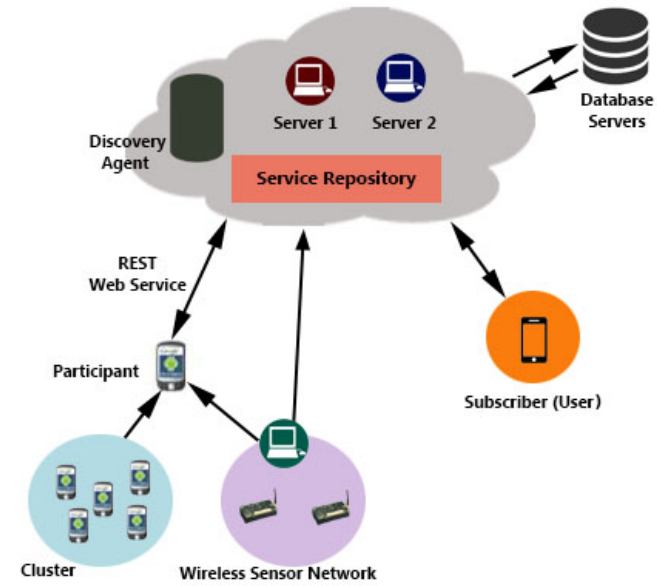 Server 1
Server 2
Discovery
Agent
Service Repository
Database
Servers
REST
Web Service
Participant
Subscriber (User)
Cluster
Wireless Sensor Network